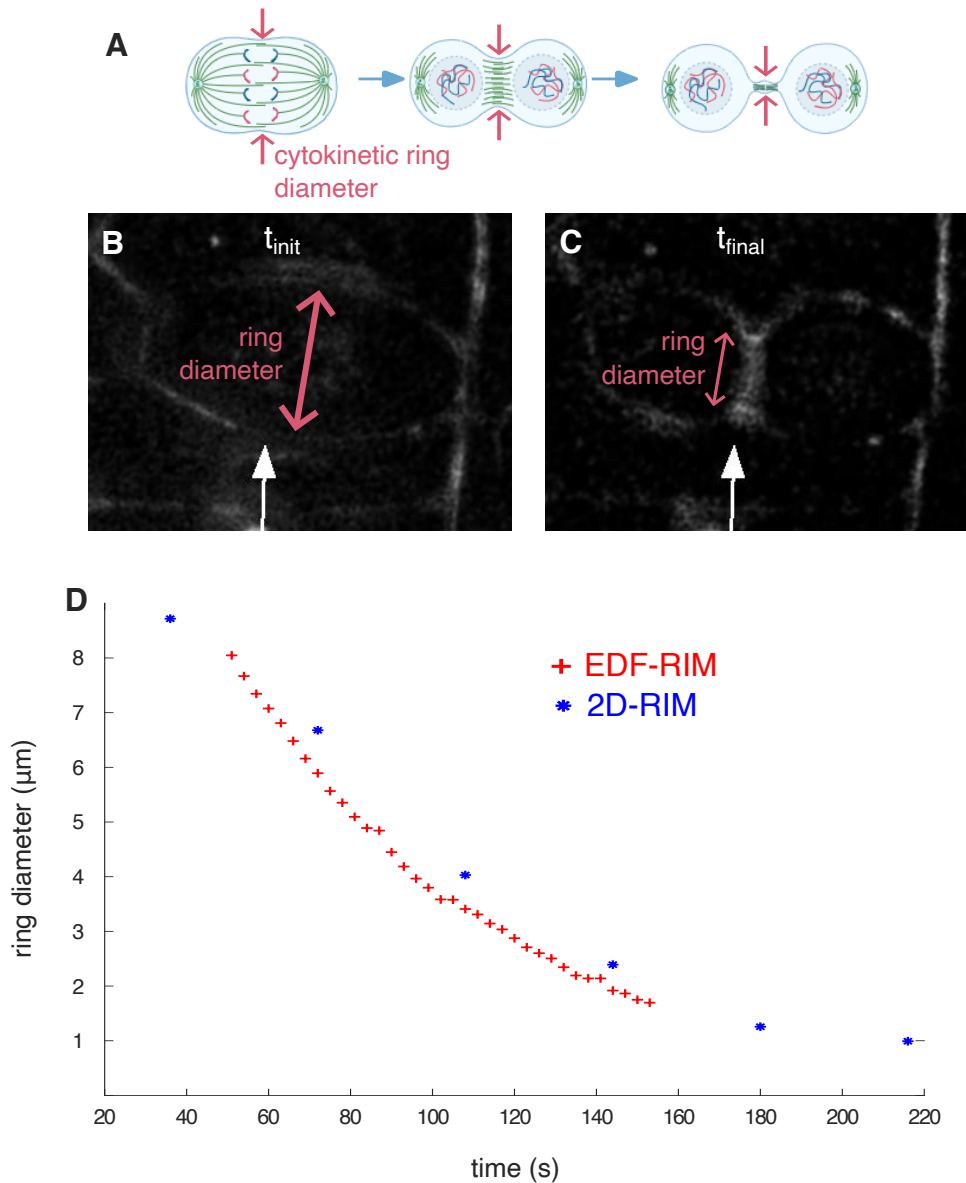 A
cytokinetic ring
diameter
B
t_init
ring
diameter
C
t_final
ring
diameter
D
EDF-RIM
2D-RIM
8
7
6
5
4
3
2
1
ring diameter (µm)
20 40 60 80 100 120 140 160 180 200 220
time (s)